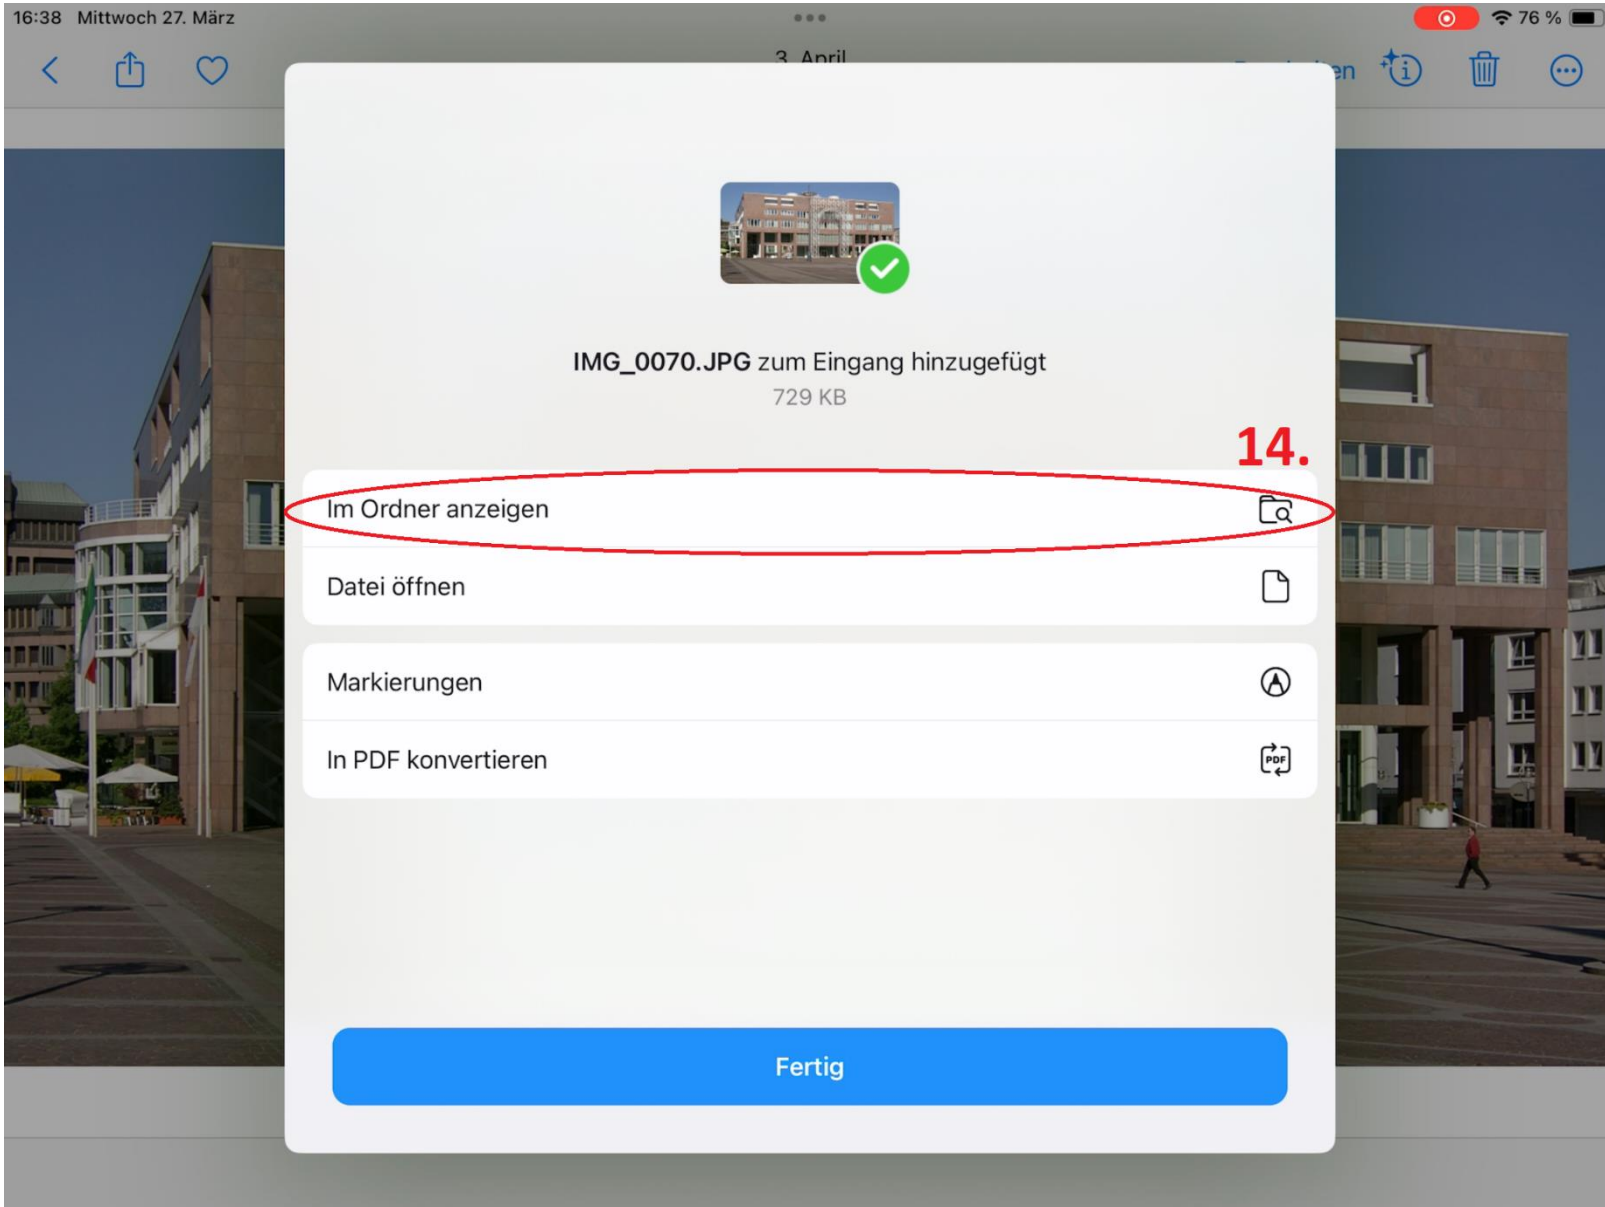 16:38 Mittwoch 27. März
76 %
3. April
IMG_0070.JPG zum Eingang hinzugefügt
729 KB
14.
Im Ordner anzeigen
Datei öffnen
Markierungen
In PDF konvertieren
PDF
Fertig